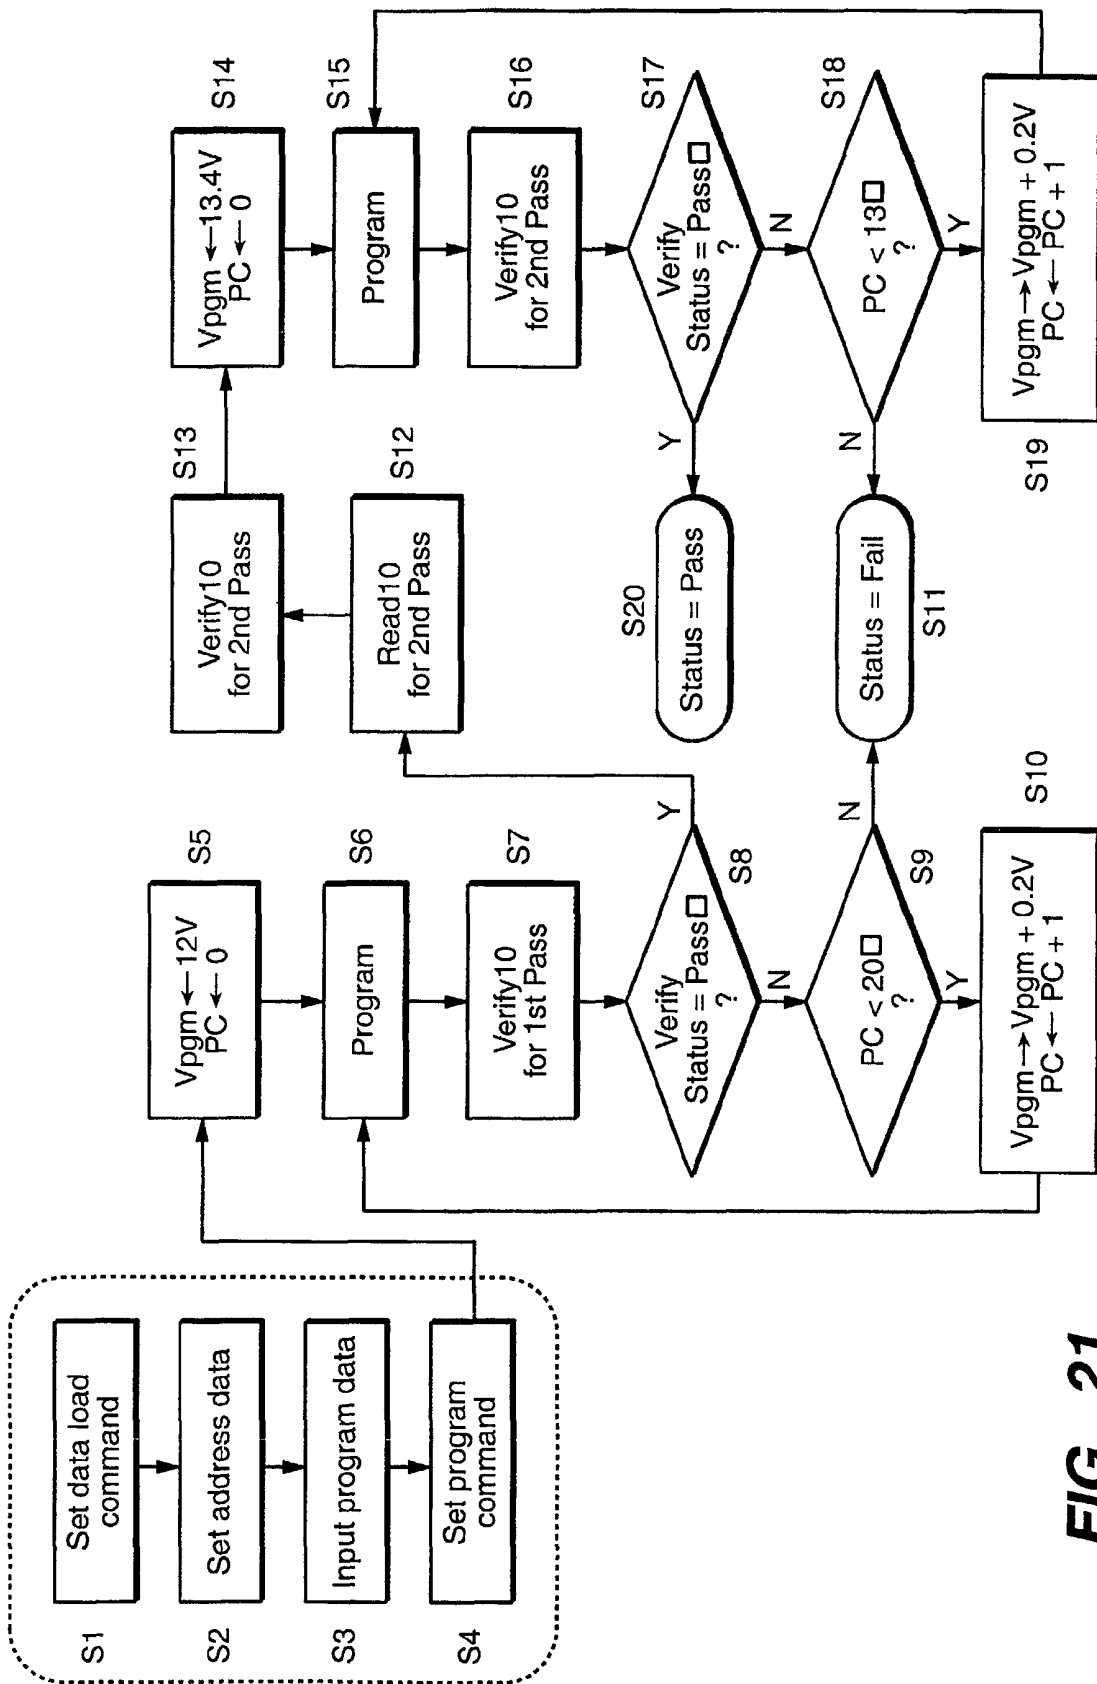 S1
Set data load
command
S2
Set address data
S3
Input program data
S4
Set program
command
S5
Vpgm ← 12V
PC ← 0
S6
Program
S7
Verify10
for 1st Pass
S8
Verify
Status = Pass□
?
Y
N
S9
PC < 20□
?
N
Y
S10
Vpgm → Vpgm + 0.2V
PC ← PC + 1
S11
Status = Fail
S12
Read10
for 2nd Pass
S13
Verify10
for 2nd Pass
S14
Vpgm ← 13.4V
PC ← 0
S15
Program
S16
Verify10
for 2nd Pass
S17
Verify
Status = Pass□
?
Y
N
S18
PC < 13□
?
N
Y
S19
Vpgm → Vpgm + 0.2V
PC ← PC + 1
S20
Status = Pass
FIG 21